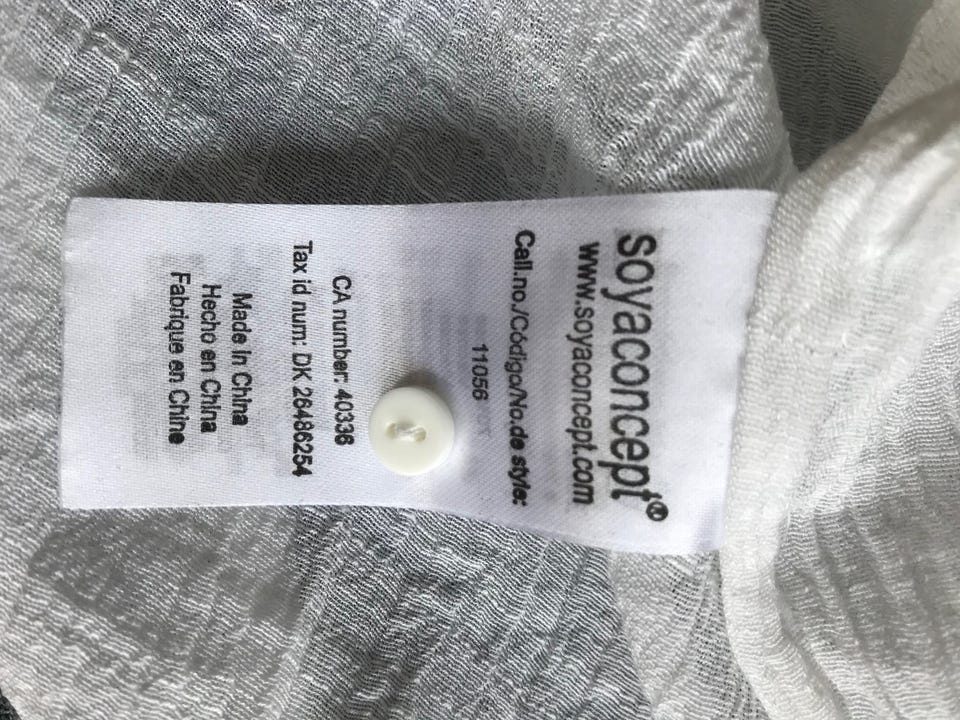 soyaconcept®
www.soyaconcept.com
Call.no./Código/No.de style:
11056
CA number: 40336
Tax id num: DK 26486254
Made in China
Hecho en China
Fabrique en Chine